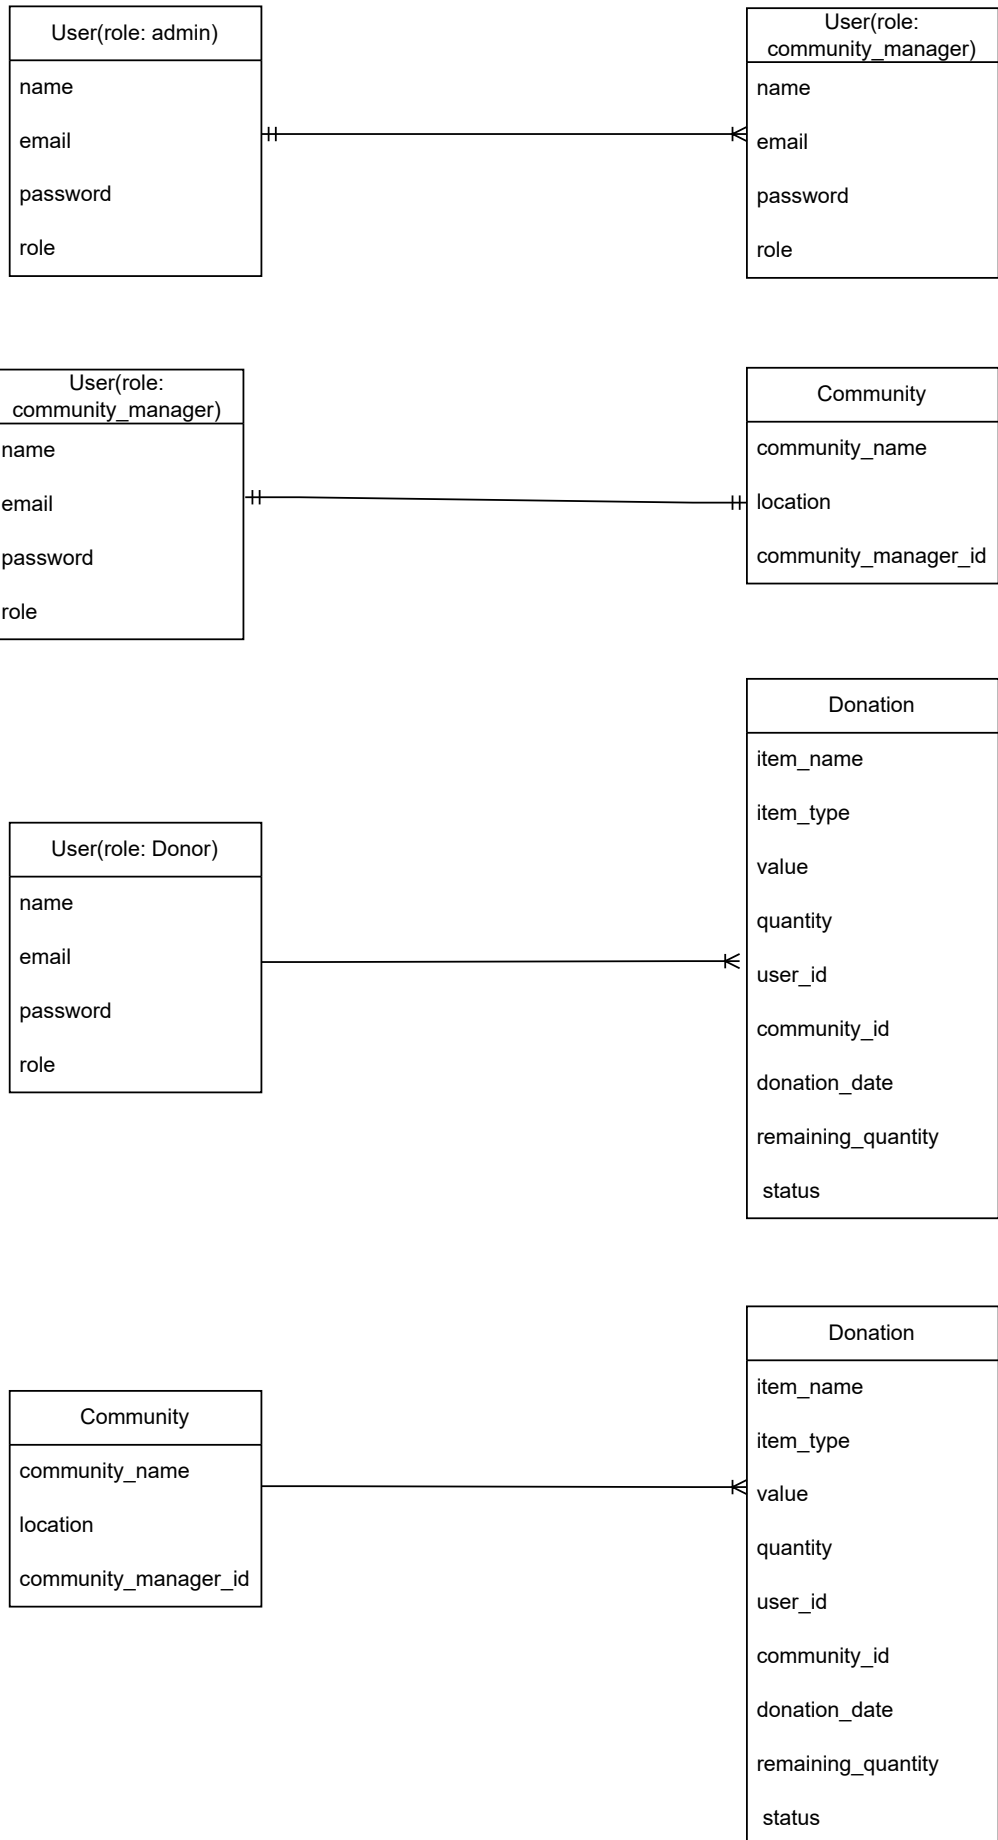 User(role: admin)
name
email
password
role
User(role:
community_manager)
name
email
password
role
User(role:
community_manager)
name
email
password
role
Community
community_name
location
community_manager_id
User(role: Donor)
name
email
password
role
Donation
item_name
item_type
value
quantity
user_id
community_id
donation_date
remaining_quantity
status
Community
community_name
location
community_manager_id
Donation
item_name
item_type
value
quantity
user_id
community_id
donation_date
remaining_quantity
status